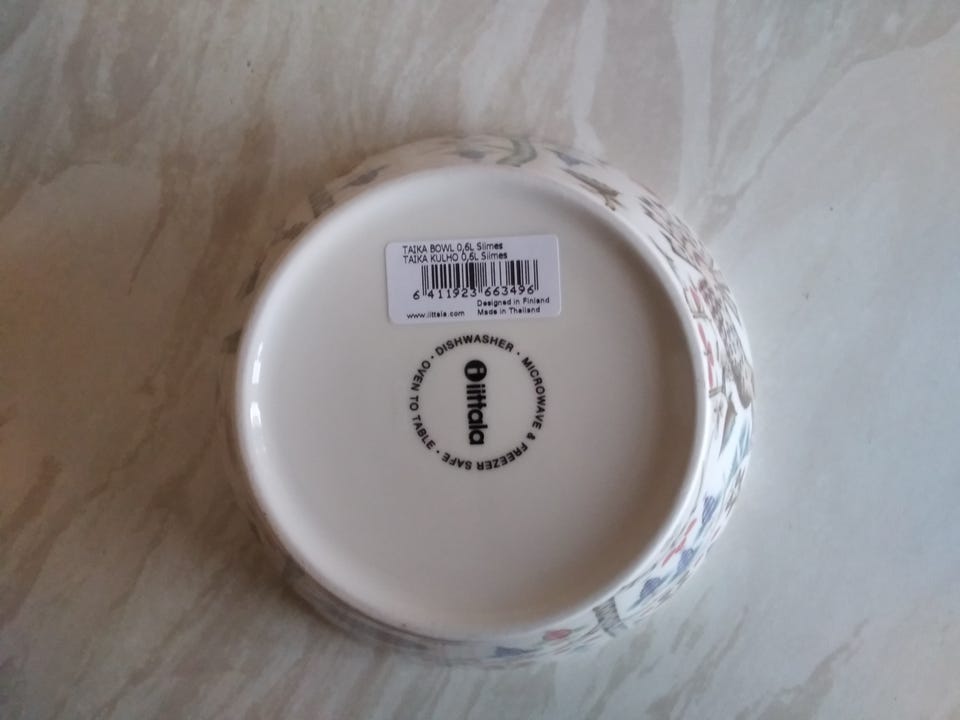 TAIKA BOWL 0,6L Siimes
TAIKA KULHO 0,6L Siimes
6 411923 663496
Designed in Finland
www.iittala.com Made in Thailand
DISHWASHER · MICROWAVE & FREEZER SAFE · OVEN TO TABLE ·
i iittala